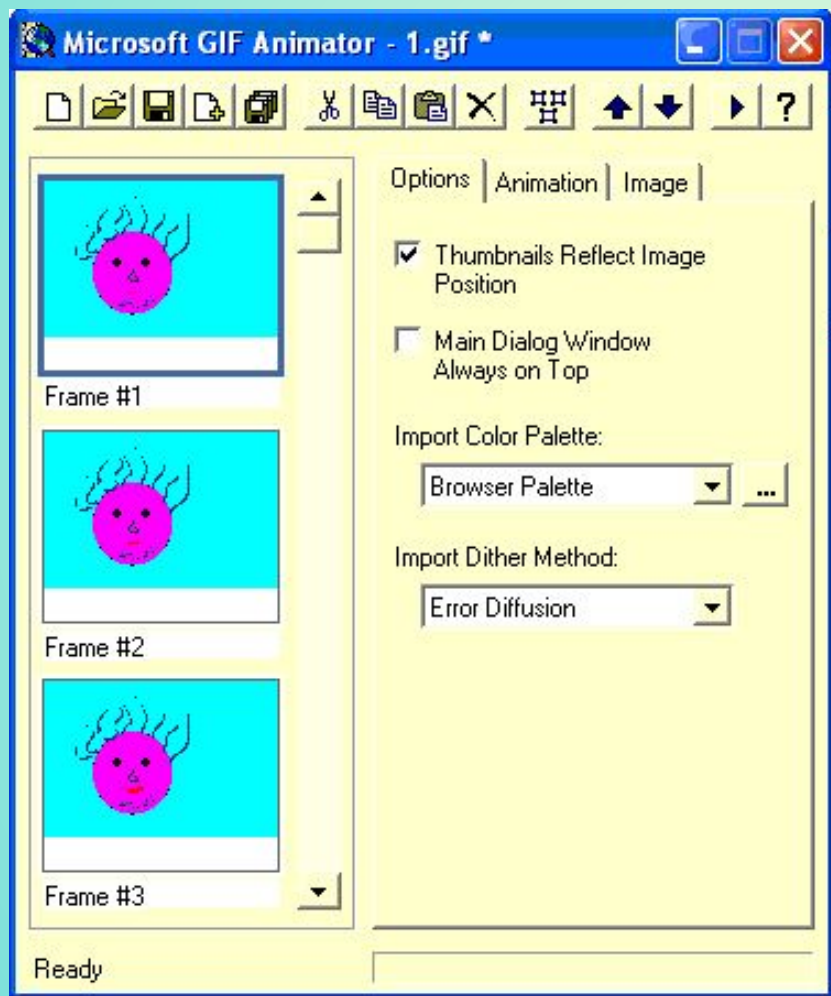 Microsoft GIF Animator - 1.gif *
Options Animation Image
Thumbnails Reflect Image
Position
Main Dialog Window
Always on Top
Import Color Palette:
Browser Palette
...
Import Dither Method:
Error Diffusion
Frame #1
Frame #2
Frame #3
Ready